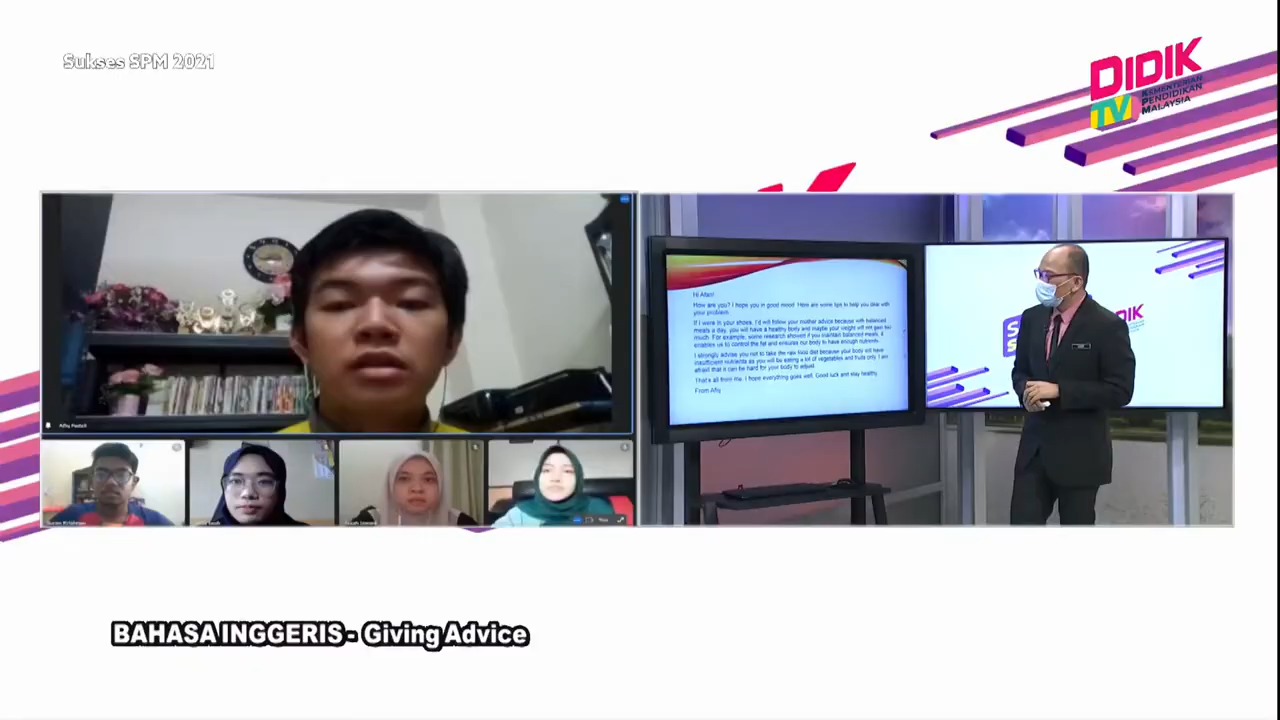 Sukses SPM 2021
DIDIK
TV
KEMENTERIAN
PENDIDIKAN
MALAYSIA
Hi Afian!
How are you? I hope you in good mood. Here are some tips to help you deal with
your problem.
If I were in your shoes, I'd will follow your mother advice because with balanced
meals a day, you will have a healthy body and maybe your weight will not gain too
much. For example, some research showed if you maintain balanced meals, it
enables us to control the fat and ensures our body to have enough nutrients.
I strongly advise you not to take the raw food diet because your body will have
insufficient nutrients as you will be eating a lot of vegetables and fruits only. I am
afraid that it can be hard for your body to adjust.
That's all from me. I hope everything goes well. Good luck and stay healthy.
From Afiy
DIDIK
BAHASA INGGERIS - Giving Advice